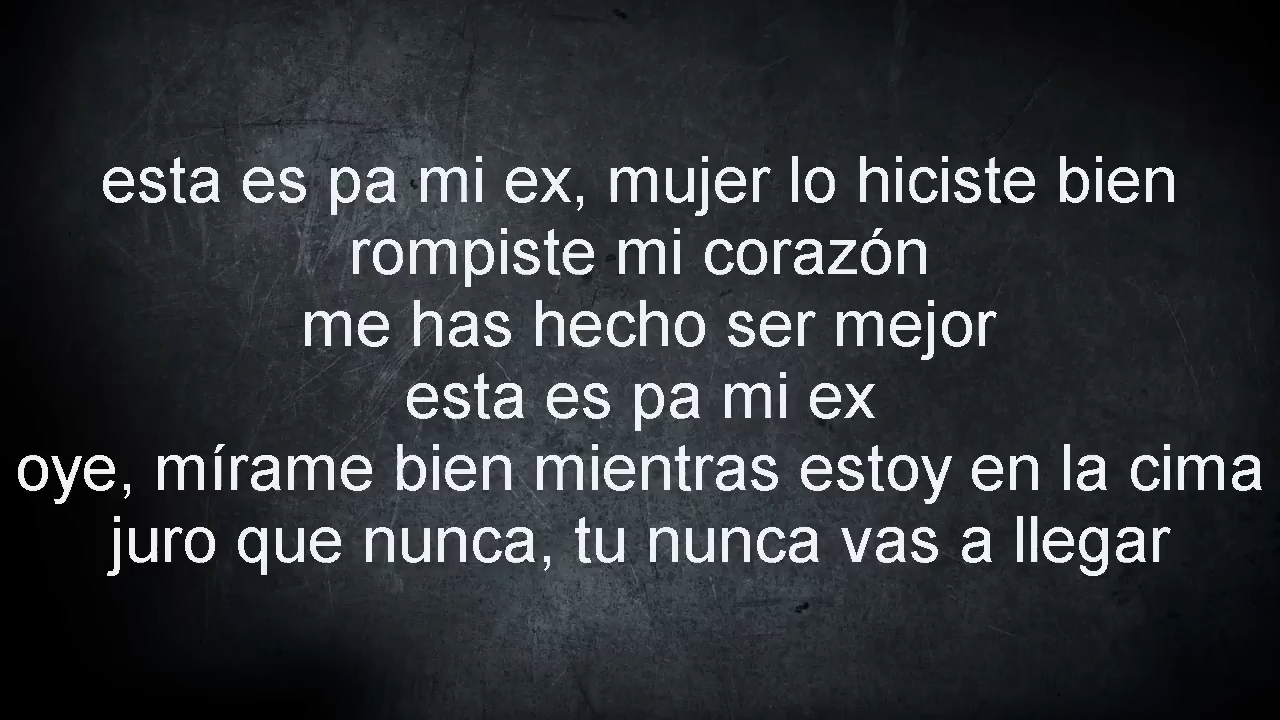 esta es pa mi ex, mujer lo hiciste bien
rompiste mi corazón
me has hecho ser mejor
esta es pa mi ex
oye, mírame bien mientras estoy en la cima
juro que nunca, tu nunca vas a llegar